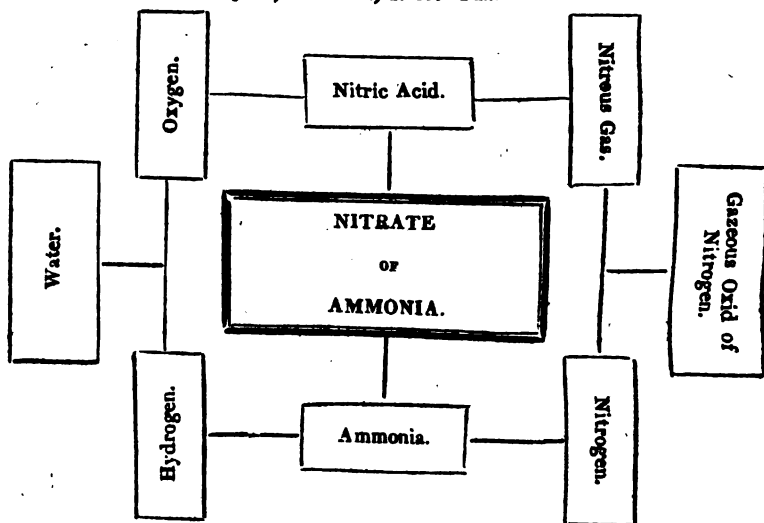 Oxygen.
Nitric Acid.
Nitrous Gas.
Water.
NITRATE
OF
AMMONIA.
Gazeous Oxid of
Nitrogen.
Hydrogen.
Ammonia.
Nitrogen.